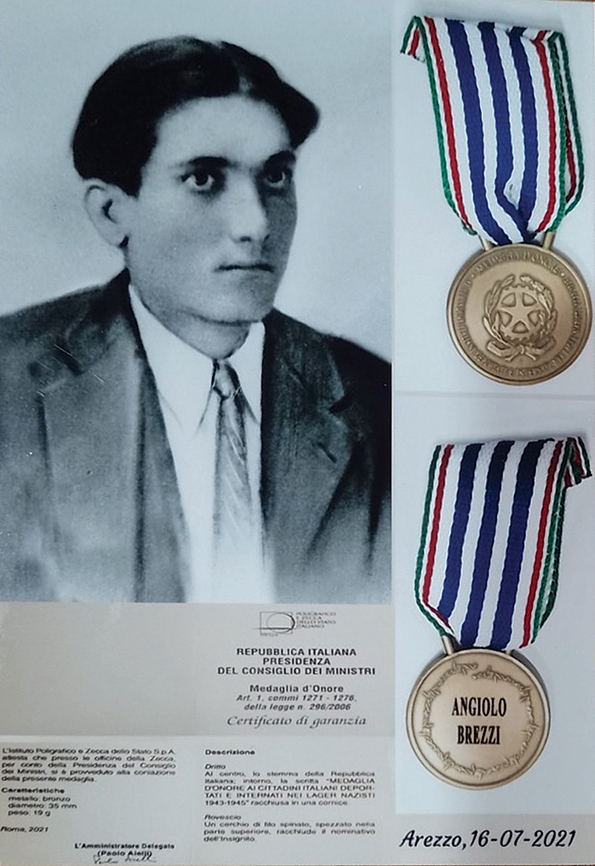 POLIGRAFICO
E ZECCA
DELLO STATO
ITALIANO
REPUBBLICA ITALIANA
PRESIDENZA
DEL CONSIGLIO DEI MINISTRI
Medaglia d'Onore
Art. 1, commi 1271 - 1276,
della legge n. 296/2006
Certificato di garanzia
L'Istituto Poligrafico e Zecca dello Stato S.p.A.
attesta che presso le officine della Zecca,
per conto della Presidenza del Consiglio
dei Ministri, si è provveduto alla coniazione
della presente medaglia.
Caratteristiche
metallo: bronzo
diametro: 35 mm
peso: 19 g
Roma, 2021
L'Amministratore Delegato
(Paolo Aielli)
Descrizione
Dritto
Al centro, lo stemma della Repubblica
Italiana; intorno, la scritta "MEDAGLIA
D'ONORE AI CITTADINI ITALIANI DEPOR-
TATI E INTERNATI NEI LAGER NAZISTI
1943-1945" racchiusa in una cornice.
Rovescio
Un cerchio di filo spinato, spezzato nella
parte superiore, racchiude il nominativo
dell'insignito.
ANGIOLO
BREZZI
Arezzo,16-07-2021